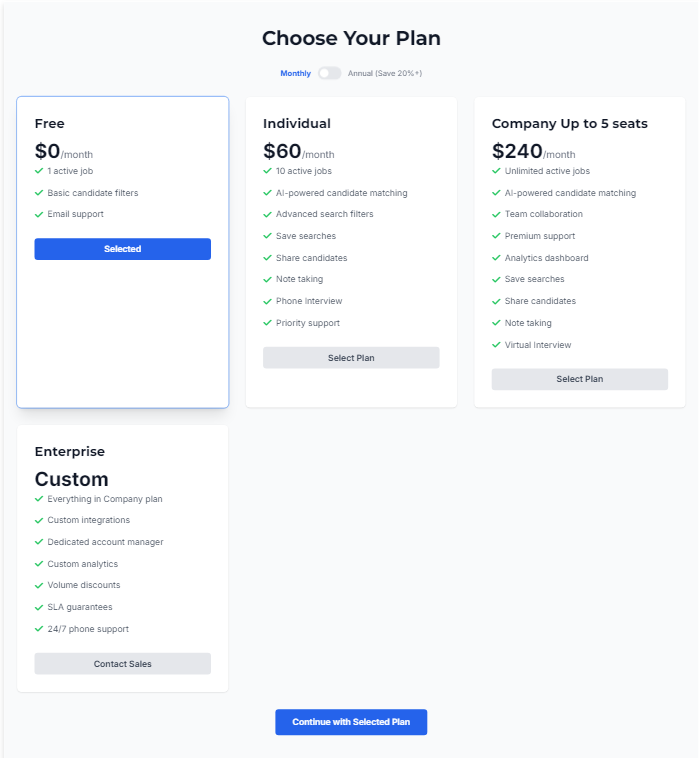 Choose Your Plan
Monthly Annual (Save 20%+)
Free
$0/month
1 active job
Basic candidate filters
Email support
Selected
Individual
$60/month
10 active jobs
AI-powered candidate matching
Advanced search filters
Save searches
Share candidates
Note taking
Phone Interview
Priority support
Select Plan
Company Up to 5 seats
$240/month
Unlimited active jobs
AI-powered candidate matching
Team collaboration
Premium support
Analytics dashboard
Save searches
Share candidates
Note taking
Virtual Interview
Select Plan
Enterprise
Custom
Everything in Company plan
Custom integrations
Dedicated account manager
Custom analytics
Volume discounts
SLA guarantees
24/7 phone support
Contact Sales
Continue with Selected Plan